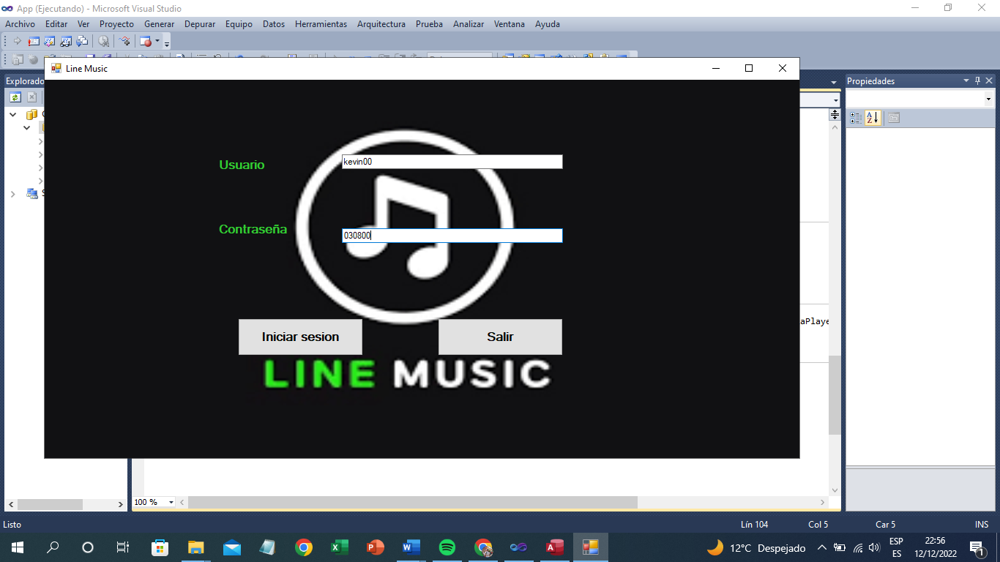 App (Ejecutando) - Microsoft Visual Studio
Archivo Editar Ver Proyecto Generar Depurar Equipo Datos Herramientas Arquitectura Prueba Analizar Ventana Ayuda
Line Music
Explorado
Propiedades
Usuario
kevin00
Contraseña
030800
aPlaye
Iniciar sesion
Salir
LINE MUSIC
100 %
Listo
Lín 104
Col 5
Car 5
INS
12°C Despejado
ESP
ES
22:56
12/12/2022
1